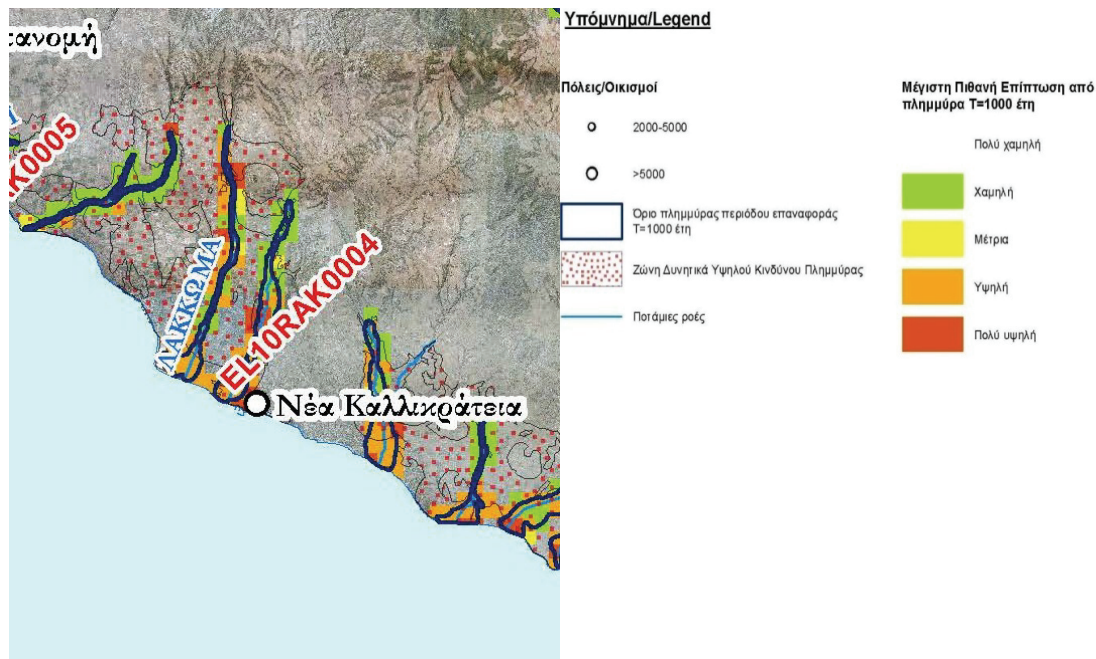 τανομή
ΑΚ0005
ΛΑΚΚΩΜΑ
EL10RAK0004
Νέα Καλλικράτεια
Υπόμνημα/Legend
Πόλεις/Οικισμοί
2000-5000
>5000
Όριο πλημμύρας περιόδου επαναφοράς
Τ=1000 έτη
Ζώνη Δυνητικά Υψηλού Κινδύνου Πλημμύρας
Ποτάμιες ροές
Μέγιστη Πιθανή Επίπτωση από
πλημμύρα Τ=1000 έτη
Πολύ χαμηλή
Χαμηλή
Μέτρια
Υψηλή
Πολύ υψηλή